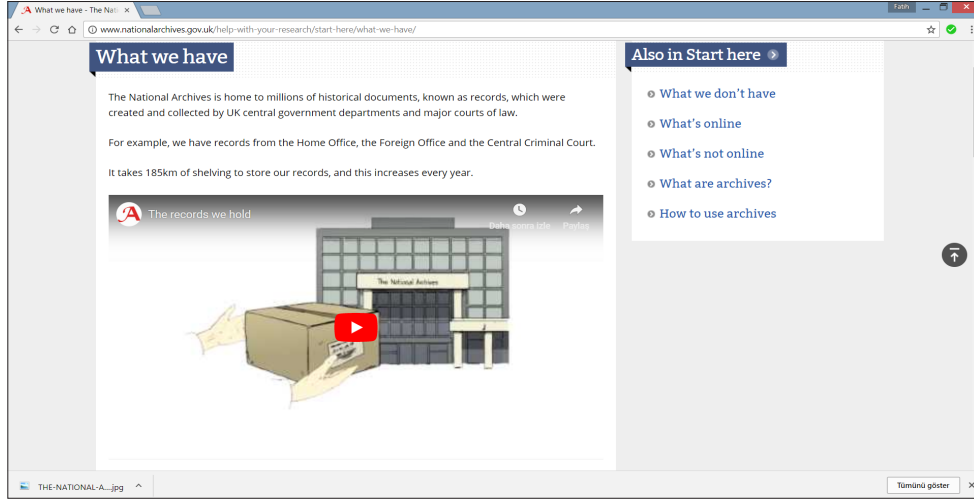 What we have - The Nati
Fatih
www.nationalarchives.gov.uk/help-with-your-research/start-here/what-we-have/
What we have
The National Archives is home to millions of historical documents, known as records, which were
created and collected by UK central government departments and major courts of law.
For example, we have records from the Home Office, the Foreign Office and the Central Criminal Court.
It takes 185km of shelving to store our records, and this increases every year.
The records we hold
Daha sonra izle Paylaş
The National Archives
Also in Start here
What we don't have
What's online
What's not online
What are archives?
How to use archives
THE-NATIONAL-A....jpg
Tümünü göster